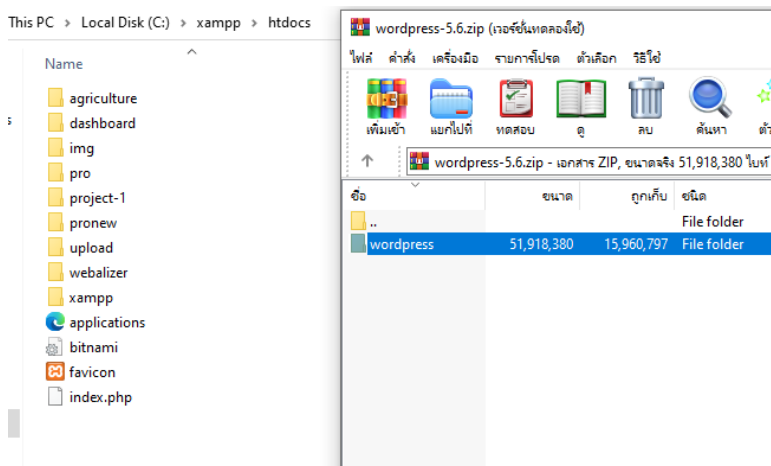 This PC > Local Disk (C:) > xampp > htdocs
Name
agriculture
dashboard
img
pro
project-1
pronew
upload
webalizer
xampp
applications
bitnami
favicon
index.php
wordpress-5.6.zip (เวอร์ชั่นทดลองใช้)
ไฟล์ คำสั่ง เครื่องมือ รายการโปรด ตัวเลือก วิธีใช้
เพิ่มเข้า แยกไปที่ ทดสอบ ดู ลบ ค้นหา
wordpress-5.6.zip - เอกสาร ZIP, ขนาดจริง 51,918,380 ไบท์
ชื่อ ขนาด ถูกเก็บ ชนิด
.. File folder
wordpress 51,918,380 15,960,797 File folder